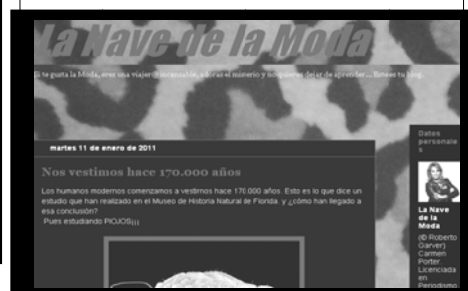 La Nave de la Moda
Si te gusta la Moda, eres una viajer@ incansable, adoras el misterio y no quieres dejar de aprender... Este es tu blog.
martes 11 de enero de 2011
Nos vestimos hace 170.000 años
Los humanos modernos comenzamos a vestirnos hace 170.000 años. Esto es lo que dice un
estudio que han realizado en el Museo de Historia Natural de Florida. y ¿cómo han llegado a
esa conclusión?
Pues estudiando PIOJOS¡¡¡
Datos
personale
s
La Nave
de la
Moda
(© Roberto
Garver)
Carmen
Porter.
Licenciada
en
Periodismo